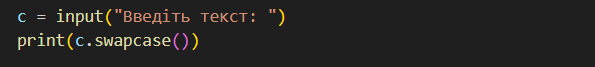 c = input("Введіть текст: ")
print(c.swapcase())